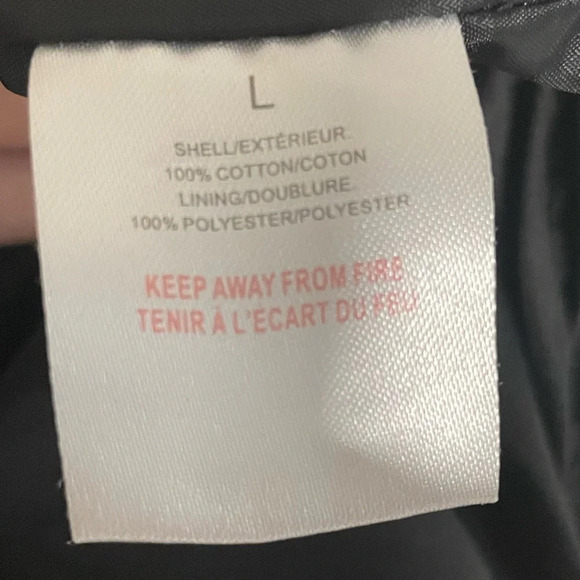 L
SHELL/EXTÉRIEUR.
100% COTTON/COTON
LINING/DOUBLURE.
100% POLYESTER/POLYESTER
KEEP AWAY FROM FIRE
TENIR À L'ECART DU FEU